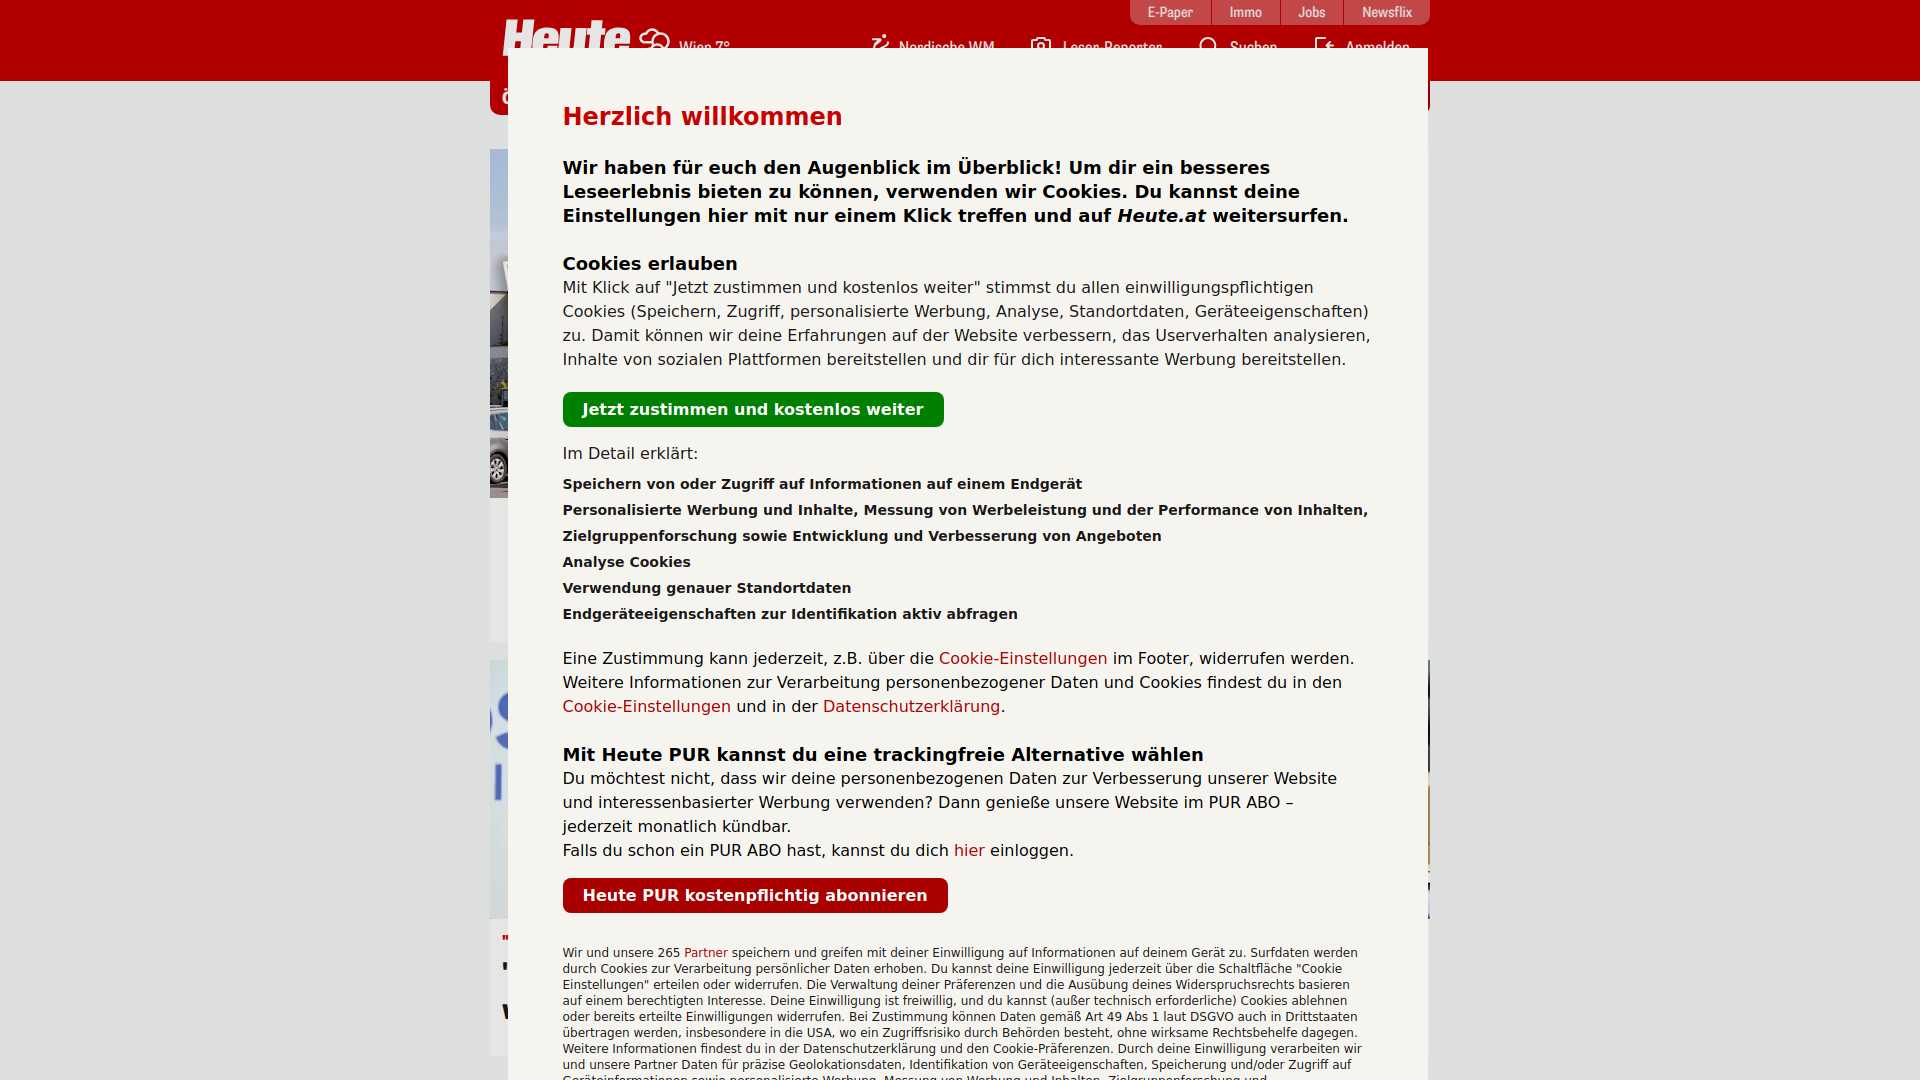 E-Paper
Immo
Jobs
Newsflix
Heute
Wien 7°
Nordische WM
Leser-Reporter
Suchen
Anmelden
Herzlich willkommen
Wir haben für euch den Augenblick im Überblick! Um dir ein besseres
Leseerlebnis bieten zu können, verwenden wir Cookies. Du kannst deine
Einstellungen hier mit nur einem Klick treffen und auf Heute.at weitersurfen.
Cookies erlauben
Mit Klick auf "Jetzt zustimmen und kostenlos weiter" stimmst du allen einwilligungspflichtigen
Cookies (Speichern, Zugriff, personalisierte Werbung, Analyse, Standortdaten, Geräteeigenschaften)
zu. Damit können wir deine Erfahrungen auf der Website verbessern, das Userverhalten analysieren,
Inhalte von sozialen Plattformen bereitstellen und dir für dich interessante Werbung bereitstellen.
Jetzt zustimmen und kostenlos weiter
Im Detail erklärt:
Speichern von oder Zugriff auf Informationen auf einem Endgerät
Personalisierte Werbung und Inhalte, Messung von Werbeleistung und der Performance von Inhalten,
Zielgruppenforschung sowie Entwicklung und Verbesserung von Angeboten
Analyse Cookies
Verwendung genauer Standortdaten
Endgeräteeigenschaften zur Identifikation aktiv abfragen
Eine Zustimmung kann jederzeit, z.B. über die Cookie-Einstellungen im Footer, widerrufen werden.
Weitere Informationen zur Verarbeitung personenbezogener Daten und Cookies findest du in den
Cookie-Einstellungen und in der Datenschutzerklärung.
Mit Heute PUR kannst du eine trackingfreie Alternative wählen
Du möchtest nicht, dass wir deine personenbezogenen Daten zur Verbesserung unserer Website
und interessenbasierter Werbung verwenden? Dann genieße unsere Website im PUR ABO –
jederzeit monatlich kündbar.
Falls du schon ein PUR ABO hast, kannst du dich hier einloggen.
Heute PUR kostenpflichtig abonnieren
Wir und unsere 265 Partner speichern und greifen mit deiner Einwilligung auf Informationen auf deinem Gerät zu. Surfdaten werden
durch Cookies zur Verarbeitung persönlicher Daten erhoben. Du kannst deine Einwilligung jederzeit über die Schaltfläche "Cookie
Einstellungen" erteilen oder widerrufen. Die Verwaltung deiner Präferenzen und die Ausübung deines Widerspruchsrechts basieren
auf einem berechtigten Interesse. Deine Einwilligung ist freiwillig, und du kannst (außer technisch erforderliche) Cookies ablehnen
oder bereits erteilte Einwilligungen widerrufen. Bei Zustimmung können Daten gemäß Art 49 Abs 1 laut DSGVO auch in Drittstaaten
übertragen werden, insbesondere in die USA, wo ein Zugriffsrisiko durch Behörden besteht, ohne wirksame Rechtsbehelfe dagegen.
Weitere Informationen findest du in der Datenschutzerklärung und den Cookie-Präferenzen. Durch deine Einwilligung verarbeiten wir
und unsere Partner Daten für präzise Geolokationsdaten, Identifikation von Geräteeigenschaften, Speicherung und/oder Zugriff auf
Geräteinformationen sowie personalisierte Werbung, Messung von Werbung und Inhalten, Zielgruppenforschung und